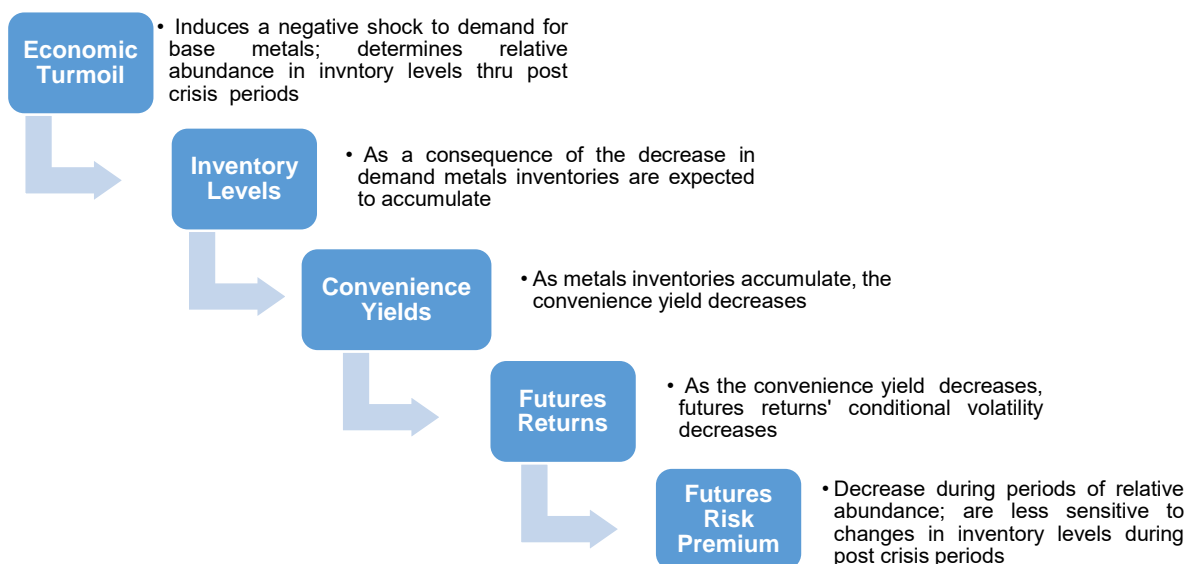 Economic
Turmoil
• Induces a negative shock to demand for
base metals; determines relative
abundance in invntory levels thru post
crisis periods
Inventory
Levels
• As a consequence of the decrease in
demand metals inventories are expected
to accumulate
Convenience
Yields
• As metals inventories accumulate, the
convenience yield decreases
Futures
Returns
• As the convenience yield decreases,
futures returns' conditional volatility
decreases
Futures
Risk
Premium
• Decrease during periods of relative
abundance; are less sensitive to
changes in inventory levels during
post crisis periods